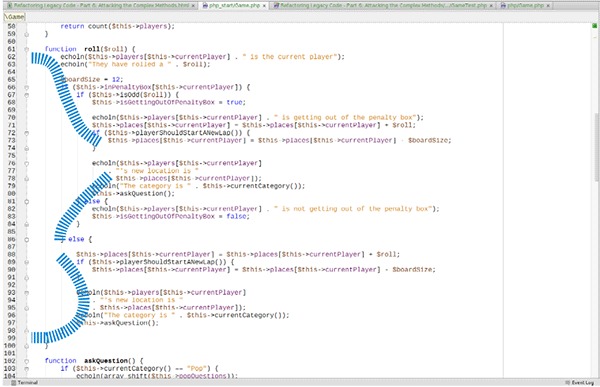 Refactoring Legacy Code - Part 6: Attacking the Complex Methods.html php_start/Game.php Refactoring Legacy Code - Part 6: Attacking the Complex Methods/.../GameTest.php php/Game.php
\Game
58 return count($this->players);
59 }
60
61 function roll($roll) {
62 echoln($this->players[$this->currentPlayer] . " is the current player");
63 echoln("They have rolled a " . $roll);
64
65 $boardSize = 12;
66 if ($this->inPenaltyBox[$this->currentPlayer]) {
67 if ($this->isOdd($roll)) {
68 $this->isGettingOutOfPenaltyBox = true;
69
70 echoln($this->players[$this->currentPlayer] . " is getting out of the penalty box");
71 $this->places[$this->currentPlayer] = $this->places[$this->currentPlayer] + $roll;
72 if ($this->playerShouldStartANewLap()) {
73 $this->places[$this->currentPlayer] = $this->places[$this->currentPlayer] - $boardSize;
74 }
75
76 echoln($this->players[$this->currentPlayer]
77 . "'s new location is "
78 $this->places[$this->currentPlayer]);
79 echoln("The category is " . $this->currentCategory());
80 $this->askQuestion();
81 else {
82 echoln($this->players[$this->currentPlayer] . " is not getting out of the penalty box");
83 $this->isGettingOutOfPenaltyBox = false;
84 }
85
86 } else {
87
88 $this->places[$this->currentPlayer] = $this->places[$this->currentPlayer] + $roll;
89 if ($this->playerShouldStartANewLap()) {
90 $this->places[$this->currentPlayer] = $this->places[$this->currentPlayer] - $boardSize;
91 }
92
93 echoln($this->players[$this->currentPlayer]
94 . "'s new location is "
95 . $this->places[$this->currentPlayer]);
96 echoln("The category is " . $this->currentCategory());
97 $this->askQuestion();
98
99
100 }
101
102 function askQuestion() {
103 if ($this->currentCategory() == "Pop")
104 echoln(array_shift($this->popQuestions));
Terminal Event Log